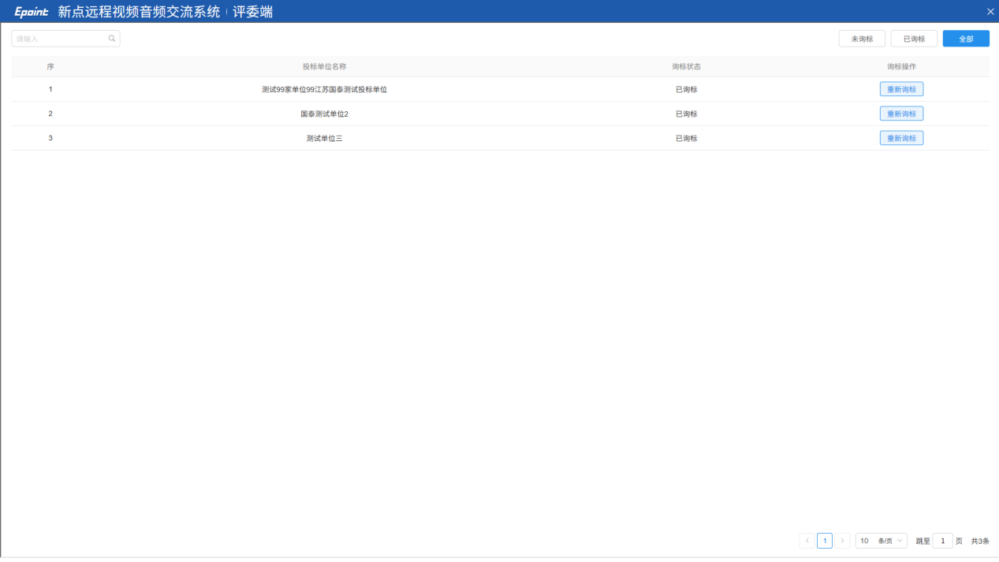 Epoint 新点远程视频音频交流系统 | 评委端
请输入 未询标 已询标 全部
序 投标单位名称 询标状态 询标操作
1 测试99家单位99江苏国泰测试投标单位 已询标 重新询标
2 国泰测试单位2 已询标 重新询标
3 测试单位三 已询标 重新询标
1 10 条/页 跳至 1 页 共3条